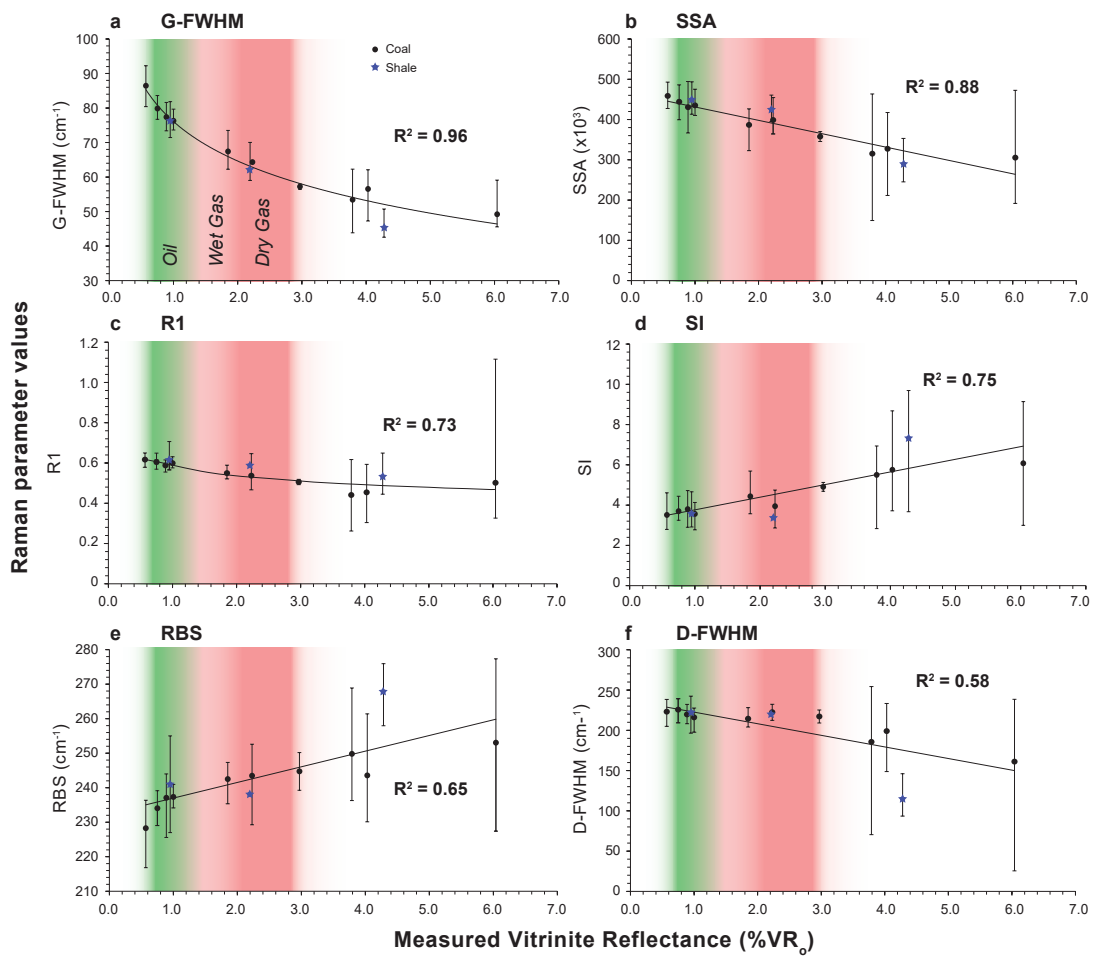 a G-FWHM
Coal
Shale
100
90
80
70
60
50
40
30
G-FWHM (cm⁻¹)
R² = 0.96
Oil
Wet Gas
Dry Gas
0.0 1.0 2.0 3.0 4.0 5.0 6.0 7.0
b SSA
600
500
400
300
200
100
0
SSA (x10³)
R² = 0.88
0.0 1.0 2.0 3.0 4.0 5.0 6.0 7.0
Raman parameter values
c R1
1.2
1.0
0.8
0.6
0.4
0.2
0
R1
R² = 0.73
0.0 1.0 2.0 3.0 4.0 5.0 6.0 7.0
d SI
12
10
8
6
4
2
0
SI
R² = 0.75
0.0 1.0 2.0 3.0 4.0 5.0 6.0 7.0
e RBS
280
270
260
250
240
230
220
210
RBS (cm⁻¹)
R² = 0.65
0.0 1.0 2.0 3.0 4.0 5.0 6.0 7.0
f D-FWHM
300
250
200
150
100
50
0
D-FWHM (cm-¹)
R² = 0.58
0.0 1.0 2.0 3.0 4.0 5.0 6.0 7.0
Measured Vitrinite Reflectance (%VRₒ)